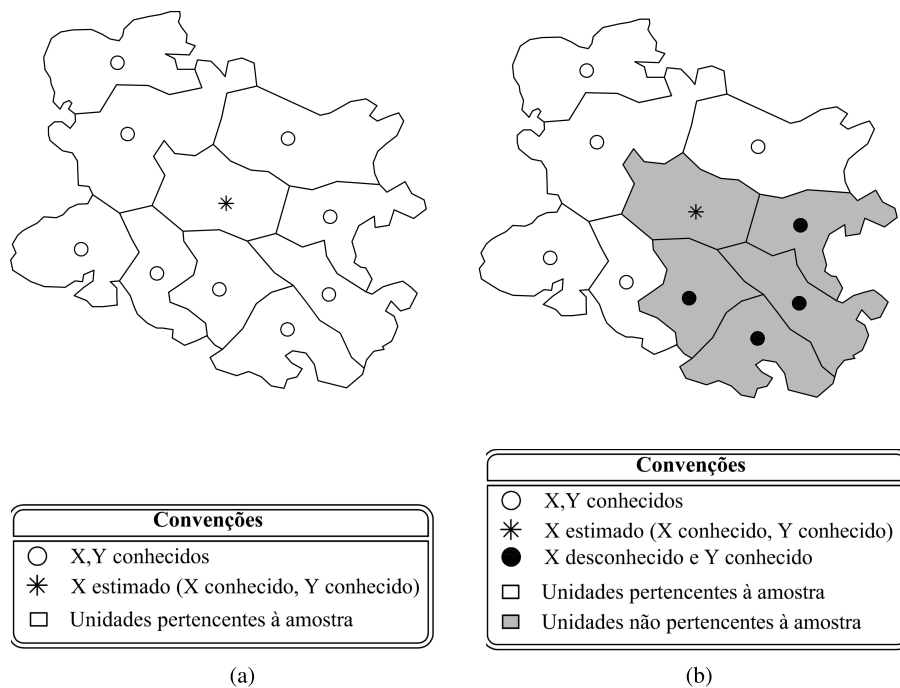 Convenções
X,Y conhecidos
X estimado (X conhecido, Y conhecido)
Unidades pertencentes à amostra
(a)
Convenções
X,Y conhecidos
X estimado (X conhecido, Y conhecido)
X desconhecido e Y conhecido
Unidades pertencentes à amostra
Unidades não pertencentes à amostra
(b)